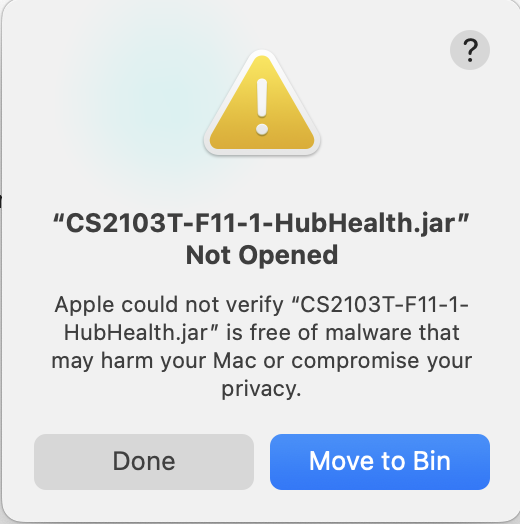 ?
“CS2103T-F11-1-HubHealth.jar”
Not Opened
Apple could not verify “CS2103T-F11-1-
HubHealth.jar” is free of malware that
may harm your Mac or compromise your
privacy.
Done
Move to Bin